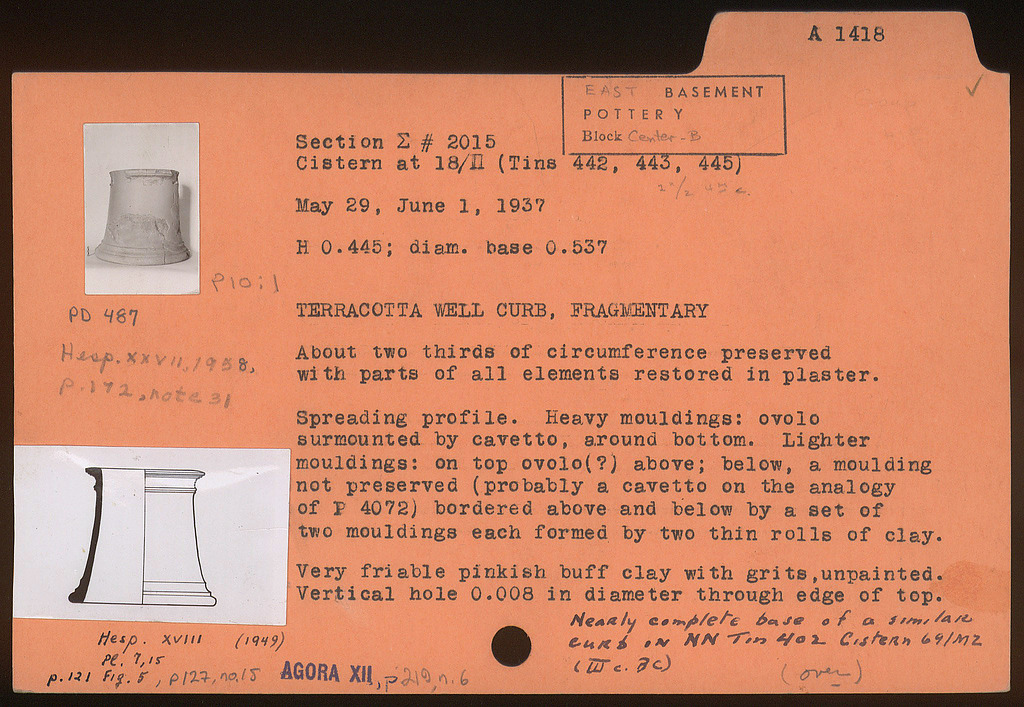 A 1418
EAST BASEMENT
POTTERY
Block Center-B
Section Σ # 2015
Cistern at 18/Π (Tins 442, 443, 445)
May 29, June 1, 1937
H 0.445; diam. base 0.537
P10:1
PD 487
Hesp. XXVII, 1958,
p.172, note 31
TERRACOTTA WELL CURB, FRAGMENTARY
About two thirds of circumference preserved
with parts of all elements restored in plaster.
Spreading profile. Heavy mouldings: ovolo
surmounted by cavetto, around bottom. Lighter
mouldings: on top ovolo(?) above; below, a moulding
not preserved (probably a cavetto on the analogy
of P 4072) bordered above and below by a set of
two mouldings each formed by two thin rolls of clay.
Very friable pinkish buff clay with grits,unpainted.
Vertical hole 0.008 in diameter through edge of top.
Nearly complete base of a similar
curb in NN Tin 402 Cistern 69/MZ
(III c. BC)
(over)
Hesp. XVIII (1949)
Pl. 7,15
p.121 Fig. 5, p127, no.15
AGORA XII, p219, n.6